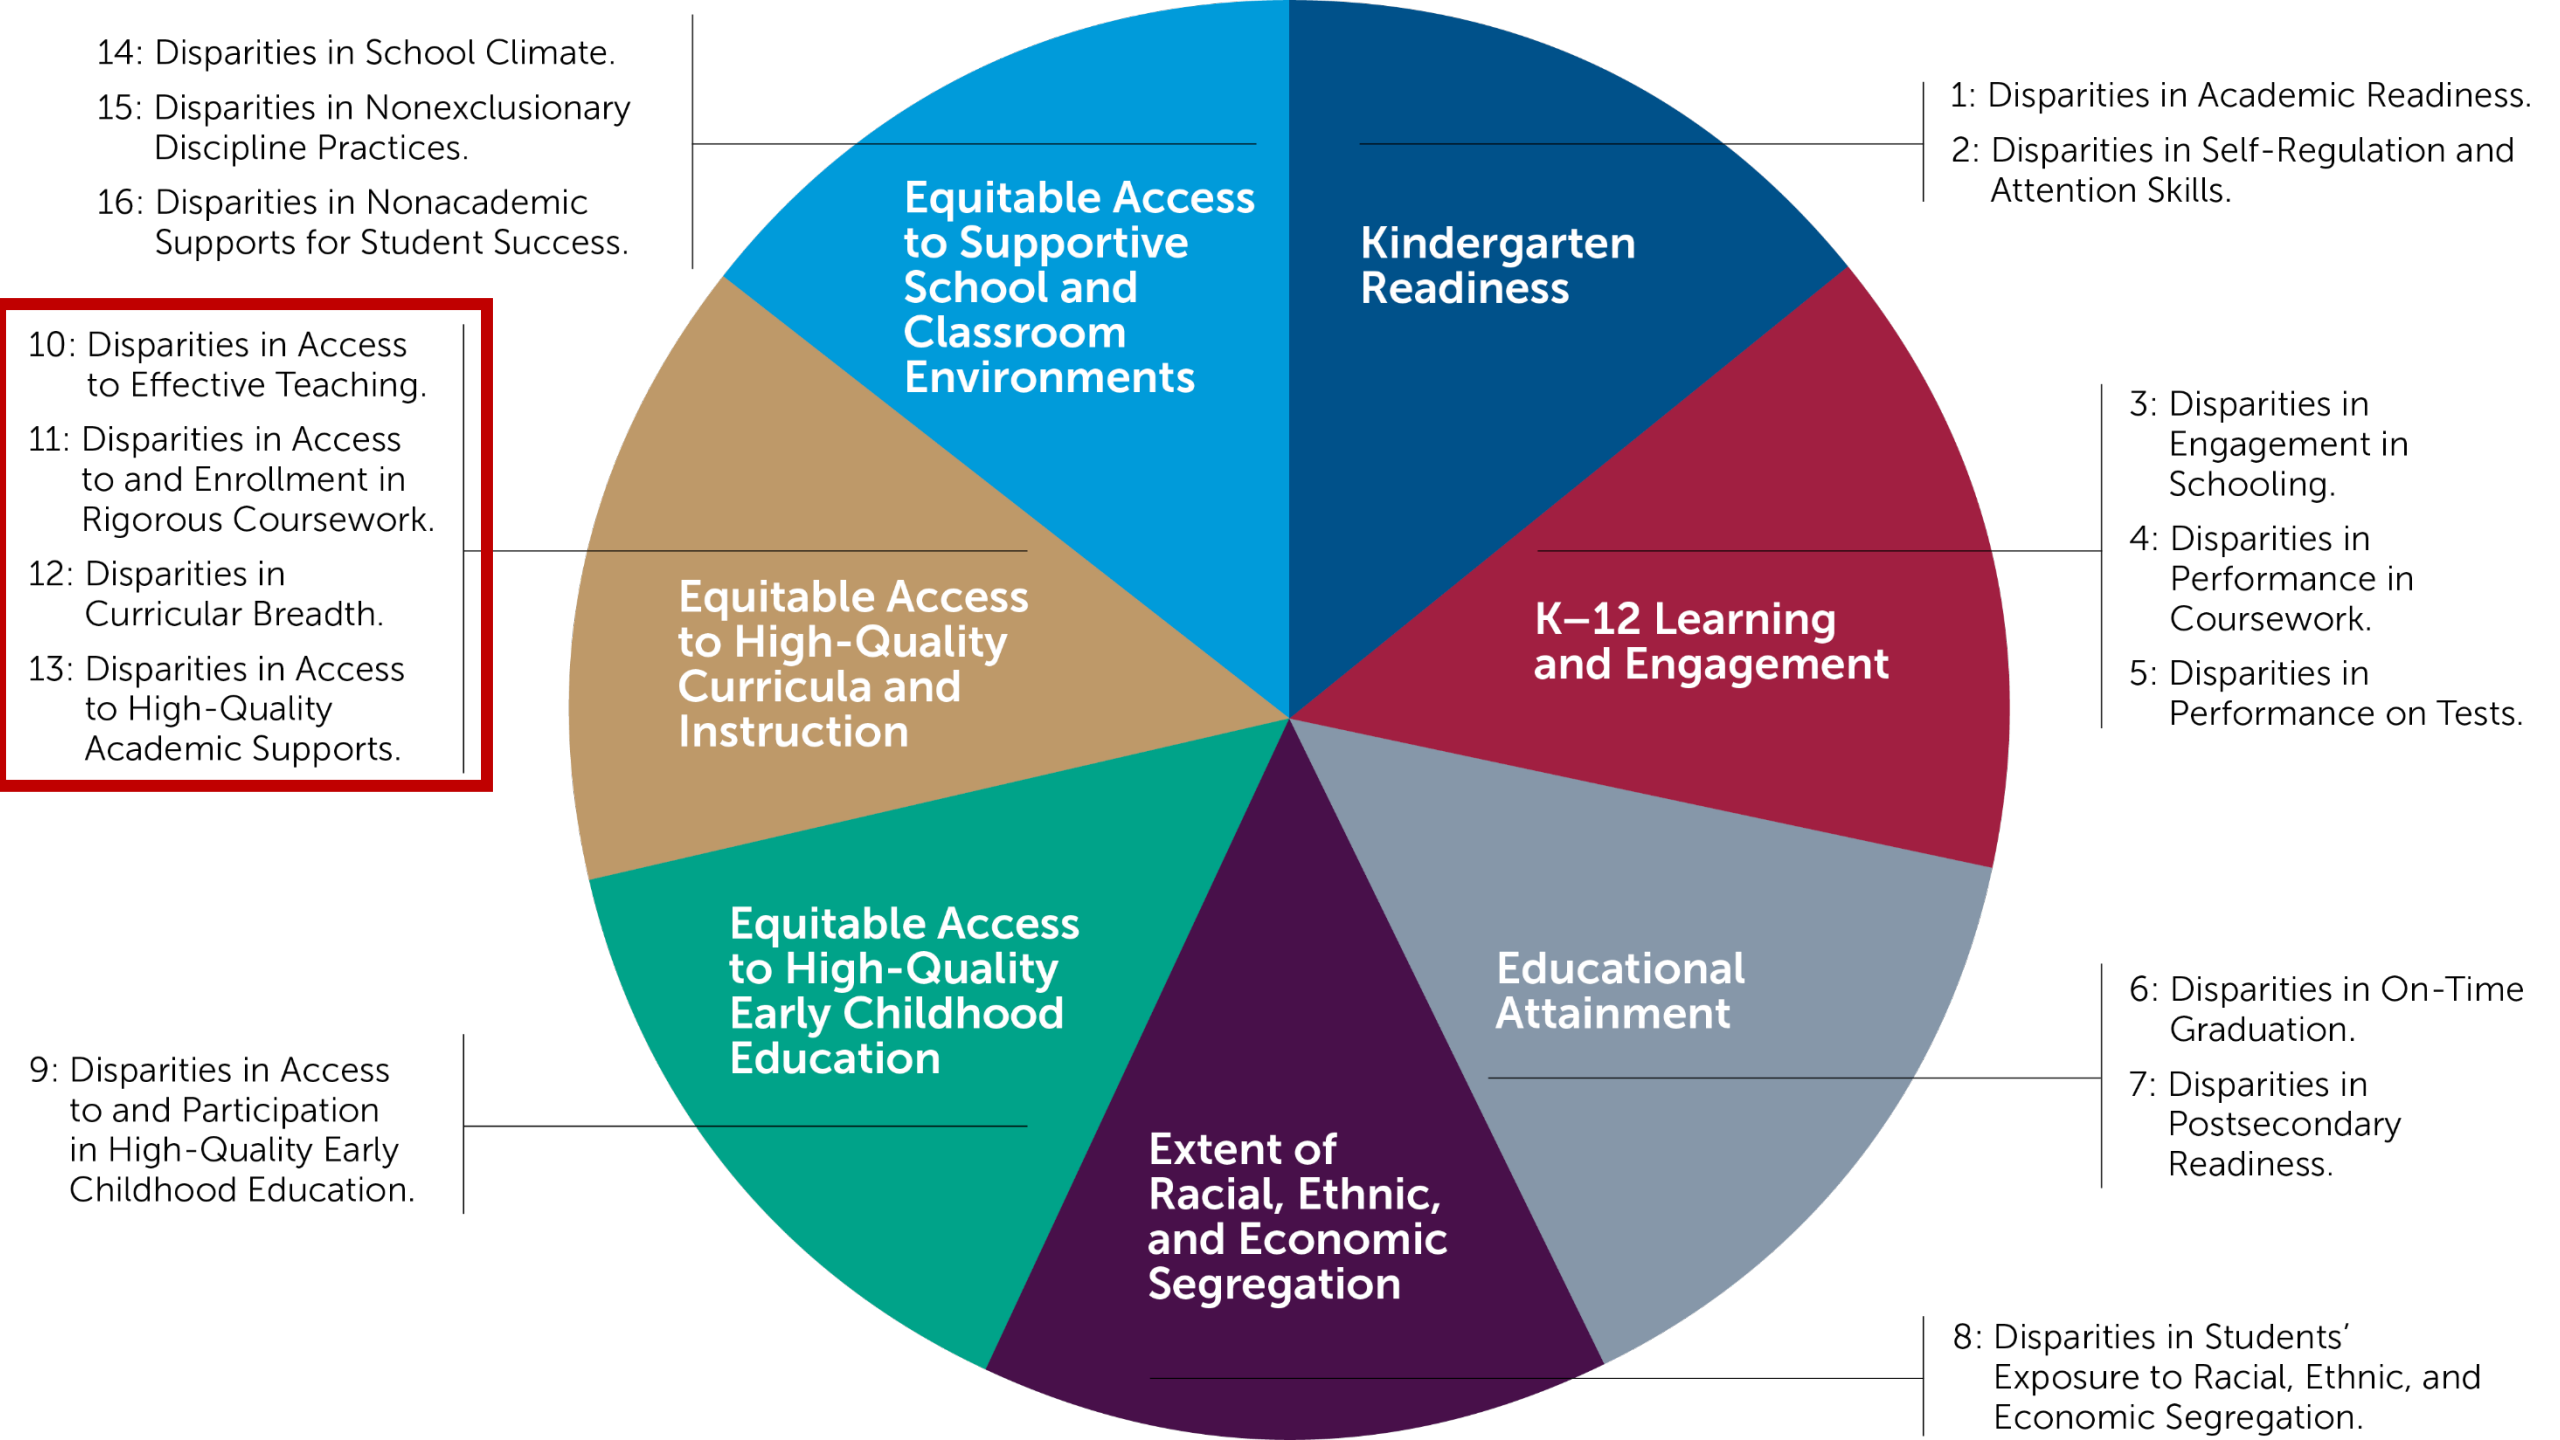 14: Disparities in School Climate.
15: Disparities in Nonexclusionary
Discipline Practices.
16: Disparities in Nonacademic
Supports for Student Success.
10: Disparities in Access
to Effective Teaching.
11: Disparities in Access
to and Enrollment in
Rigorous Coursework.
12: Disparities in
Curricular Breadth.
13: Disparities in Access
to High-Quality
Academic Supports.
9: Disparities in Access
to and Participation
in High-Quality Early
Childhood Education.
Equitable Access
to Supportive
School and
Classroom
Environments
Kindergarten
Readiness
Equitable Access
to High-Quality
Curricula and
Instruction
K–12 Learning
and Engagement
Equitable Access
to High-Quality
Early Childhood
Education
Educational
Attainment
Extent of
Racial, Ethnic,
and Economic
Segregation
1: Disparities in Academic Readiness.
2: Disparities in Self-Regulation and
Attention Skills.
3: Disparities in
Engagement in
Schooling.
4: Disparities in
Performance in
Coursework.
5: Disparities in
Performance on Tests.
6: Disparities in On-Time
Graduation.
7: Disparities in
Postsecondary
Readiness.
8: Disparities in Students’
Exposure to Racial, Ethnic, and
Economic Segregation.